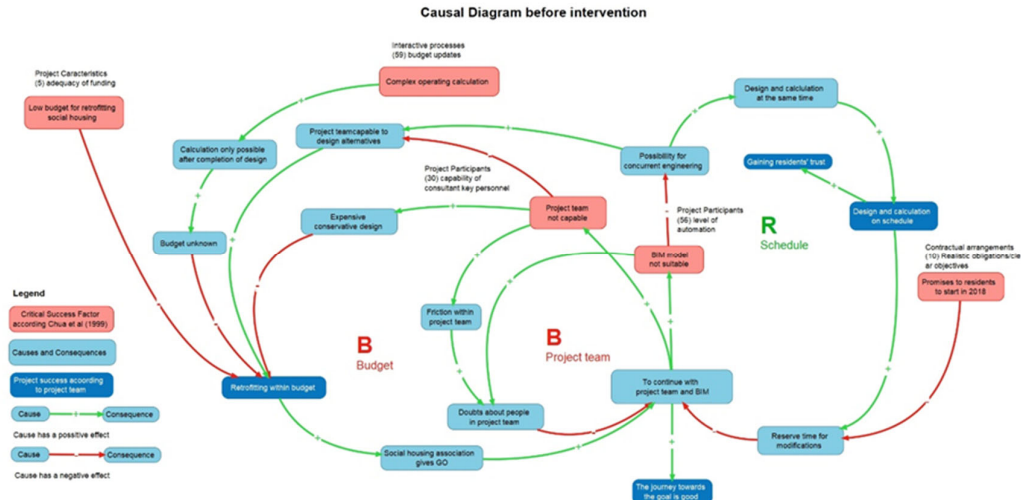 Causal Diagram before intervention
Interactive processes
(59) budget updates
Complex operating calculation
Project Caracteristics
(5) adequacy of funding
Low budget for retrofitting
social housing
Design and calclulation
at the same time
Project teamcapable to
design alternatives
Calculation only possible
after completion of design
Possibility for
concurrent engineering
Gaining residents' trust
Project Participants
(30) capability of
consultant key personnel
Project team
not capable
Project Participants
(56) level of
automation
R
Schedule
Design and calculation
on schedule
Expensive
conservative design
Budget unknown
BIM model
not suitable
Contractual arrangements
(10) Realistic obligations/cle
ar objectives
Promises to residents
to start in 2018
Legend
Critical Success Factor
according Chua et al (1999)
Causes and Consequences
Project success acoording
to project team
Cause
+
Consequence
Cause has a possitive effect
Cause
-
Consequence
Cause has a negative effect
Friction within
project team
B
Budget
B
Project team
Retrofitting within budget
To continue with
project team and BIM
Doubts about people
in project team
Reserve time for
modifications
Social housing association
gives GO
The journey towards
the goal is good